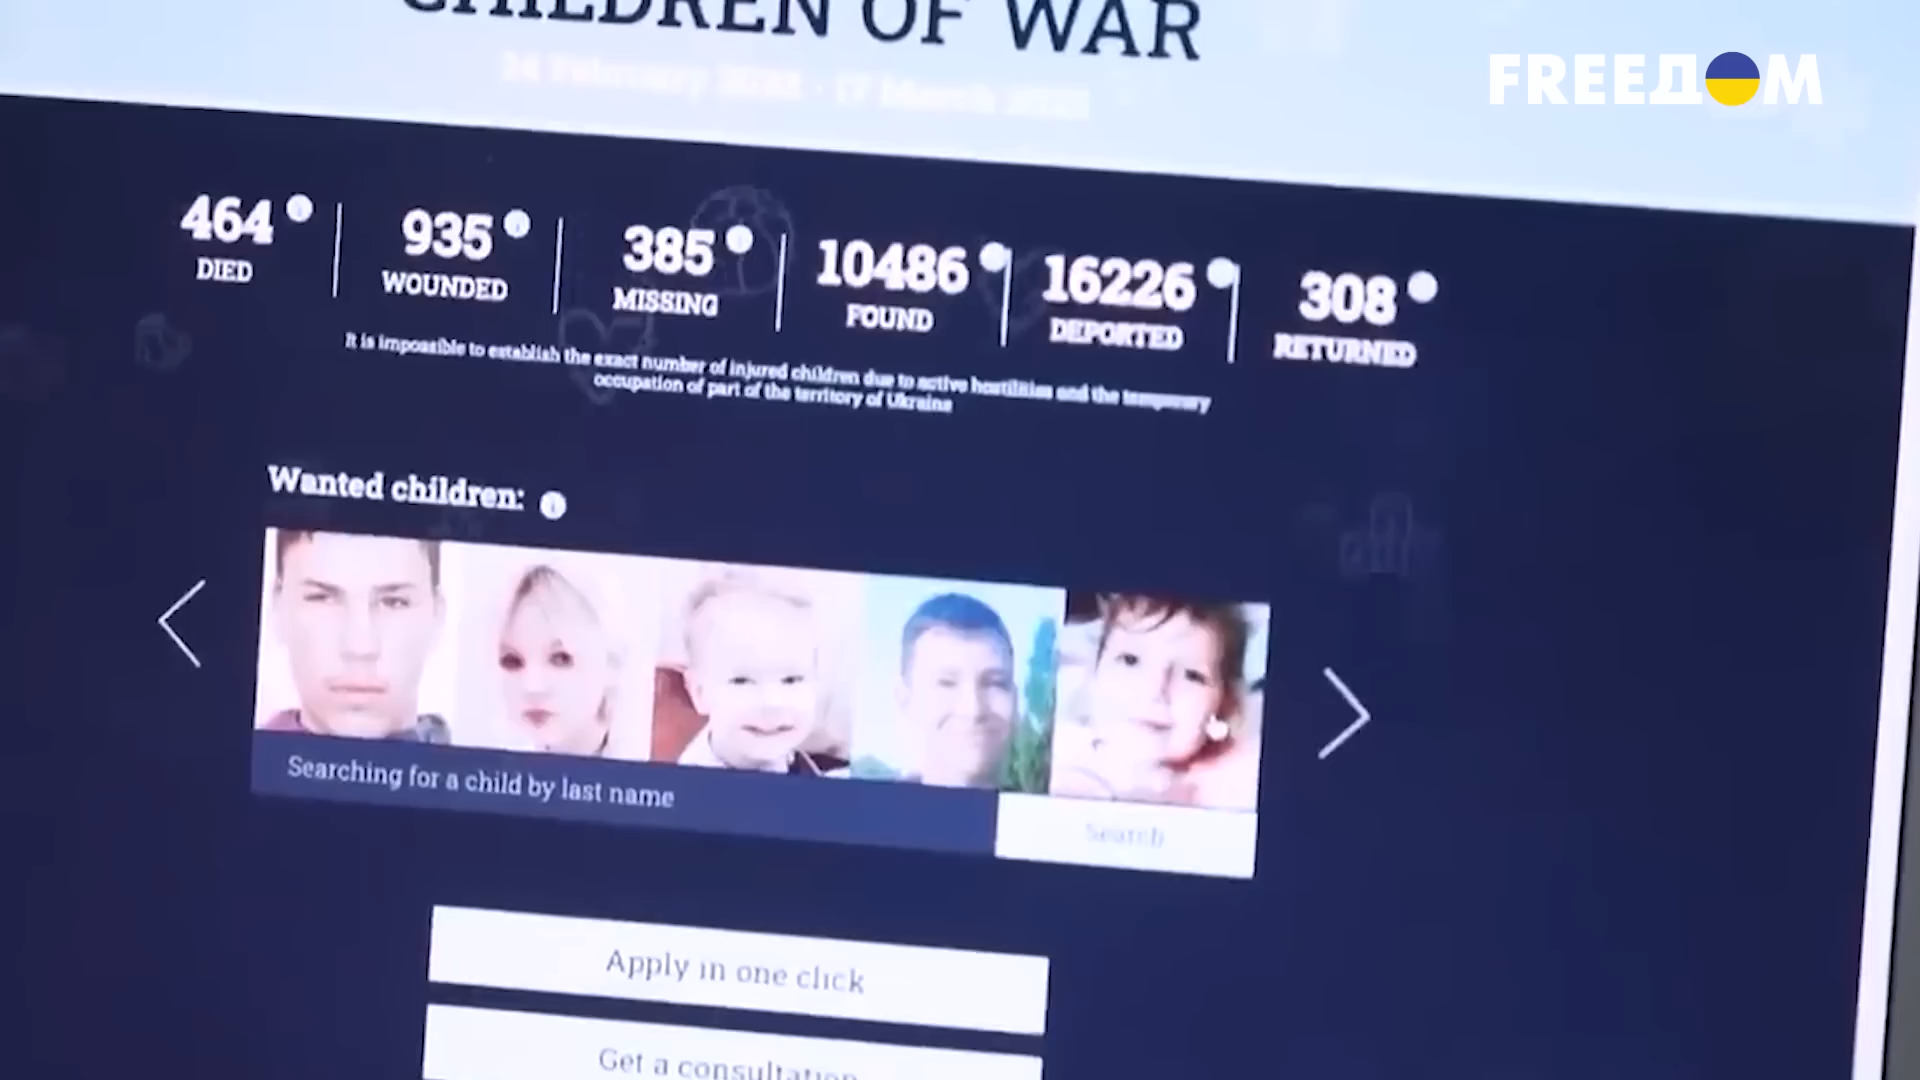 CHILDREN OF WAR
FREEДOM
464
DIED
935
WOUNDED
385
MISSING
10486
FOUND
16226
DEPORTED
308
RETURNED
It is impossible to establish the exact number of injured children due to active hostilities and the temporary
occupation of part of the territory of Ukraine
Wanted children:
Searching for a child by last name
Search
Apply in one click
Get a consultation